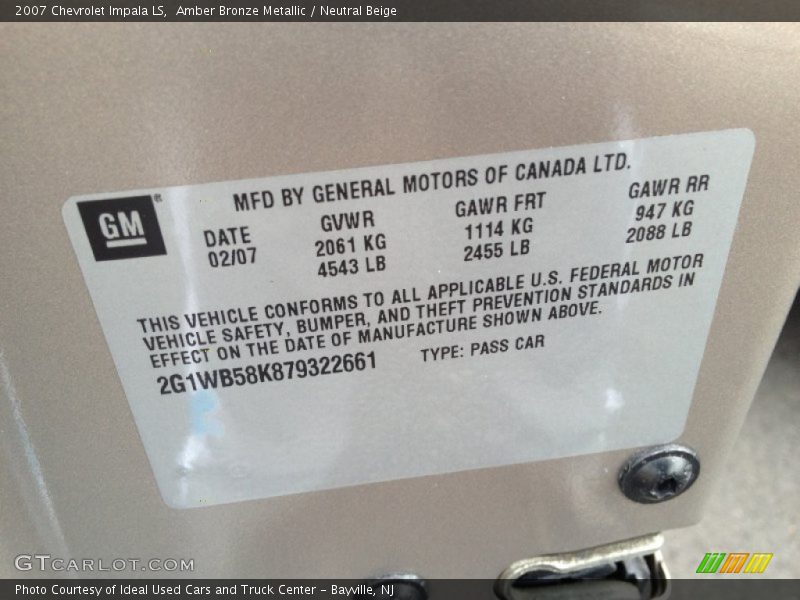 2007 Chevrolet Impala LS, Amber Bronze Metallic / Neutral Beige
GM®
MFD BY GENERAL MOTORS OF CANADA LTD.
DATE GVWR GAWR FRT GAWR RR
02/07 2061 KG 1114 KG 947 KG
4543 LB 2455 LB 2088 LB
THIS VEHICLE CONFORMS TO ALL APPLICABLE U.S. FEDERAL MOTOR
VEHICLE SAFETY, BUMPER, AND THEFT PREVENTION STANDARDS IN
EFFECT ON THE DATE OF MANUFACTURE SHOWN ABOVE.
2G1WB58K879322661 TYPE: PASS CAR
GTCARLOT.COM
Photo Courtesy of Ideal Used Cars and Truck Center - Bayville, NJ